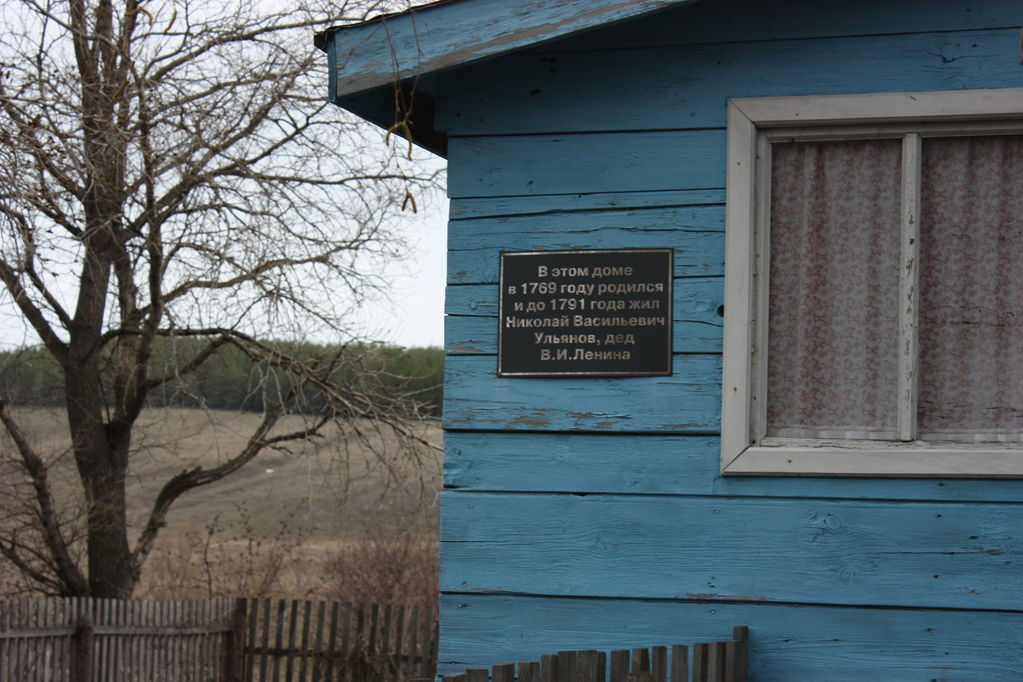 В этом доме
в 1769 году родился
и до 1791 года жил
Николай Васильевич
Ульянов, дед
В.И.Ленина